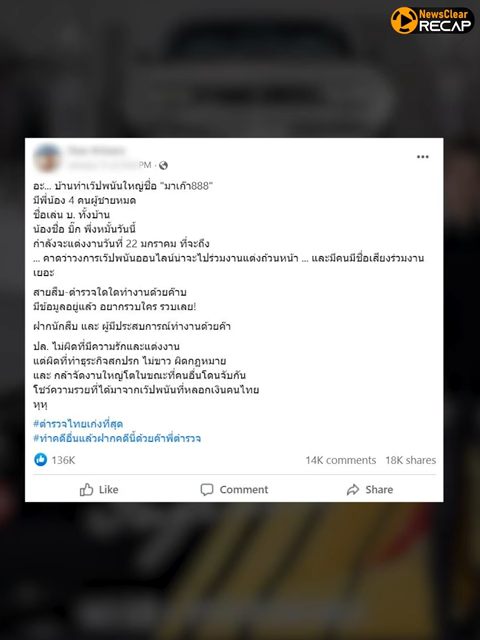 NewsClear
RECAP
PM ·
อะ... บ้านทำเว็ปพนันใหญ่ชื่อ "มาเก๊า888"
มีพี่น้อง 4 คนผู้ชายหมด
ชื่อเล่น บ. ทั้งบ้าน
น้องชื่อ บิ๊ก พึ่งหมั้นวันนี้
กำลังจะแต่งงานวันที่ 22 มกราคม ที่จะถึง
... คาดว่าวงการเว็ปพนันออนไลน์น่าจะไปร่วมงานแต่งถ้วนหน้า ... และมีคนมีชื่อเสียงร่วมงาน
เยอะ
สายสืบ-ตำรวจใดใดทำงานด้วยค้าบ
มีข้อมูลอยู่แล้ว อยากรวบใคร รวบเลย!
ฝากนักสืบ และ ผู้มีประสบการณ์ทำงานด้วยค้า
ปล. ไม่ผิดที่มีความรักและแต่งงาน
แต่ผิดที่ทำธุระกิจสกปรก ไม่ขาว ผิดกฎหมาย
และ กล้าจัดงานใหญ่โตในขณะที่คนอื่นโดนจับกัน
โชว์ความรวยที่ได้มาจากเว็ปพนันที่หลอกเงินคนไทย
หุหุ
#ตำรวจไทยเก่งที่สุด
#ทำคดีอื่นแล้วฝากคดีนี้ด้วยค้าพี่ตำรวจ
136K 14K comments 18K shares
Like Comment Share